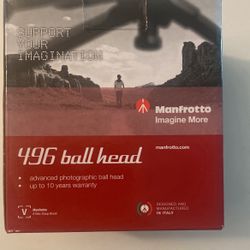 SUPPORT
YOUR
IMAGINATION
Manfrotto
Imagine More
496 ball head
manfrotto.com
• advanced photographic ball head
• up to 10 years warranty
V
DESIGNED AND
MANUFACTURED
IN ITALY